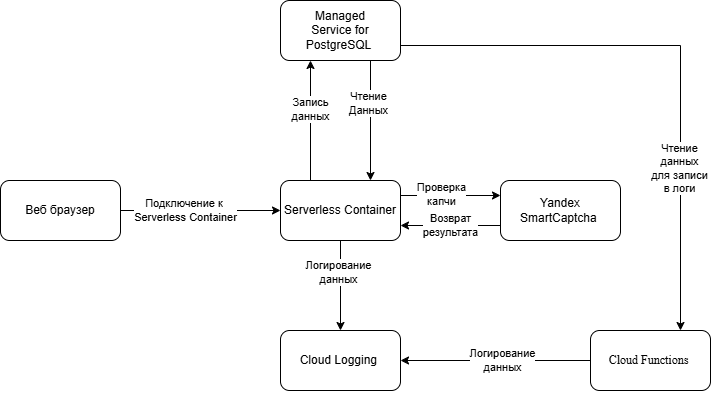 Managed
Service for
PostgreSQL
Запись
данных
Чтение
Данных
Чтение
данных
для записи
в логи
Веб браузер
Подключение к
Serverless Container
Serverless Container
Проверка
капчи
Возврат
результата
Yandex
SmartCaptcha
Логирование
данных
Cloud Logging
Логирование
данных
Cloud Functions